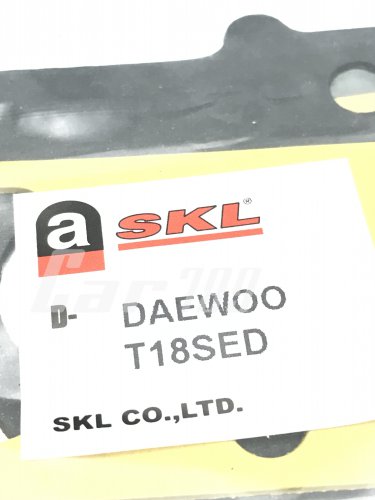 a SKL®
D- DAEWOO
T18SED
SKL CO.,LTD.